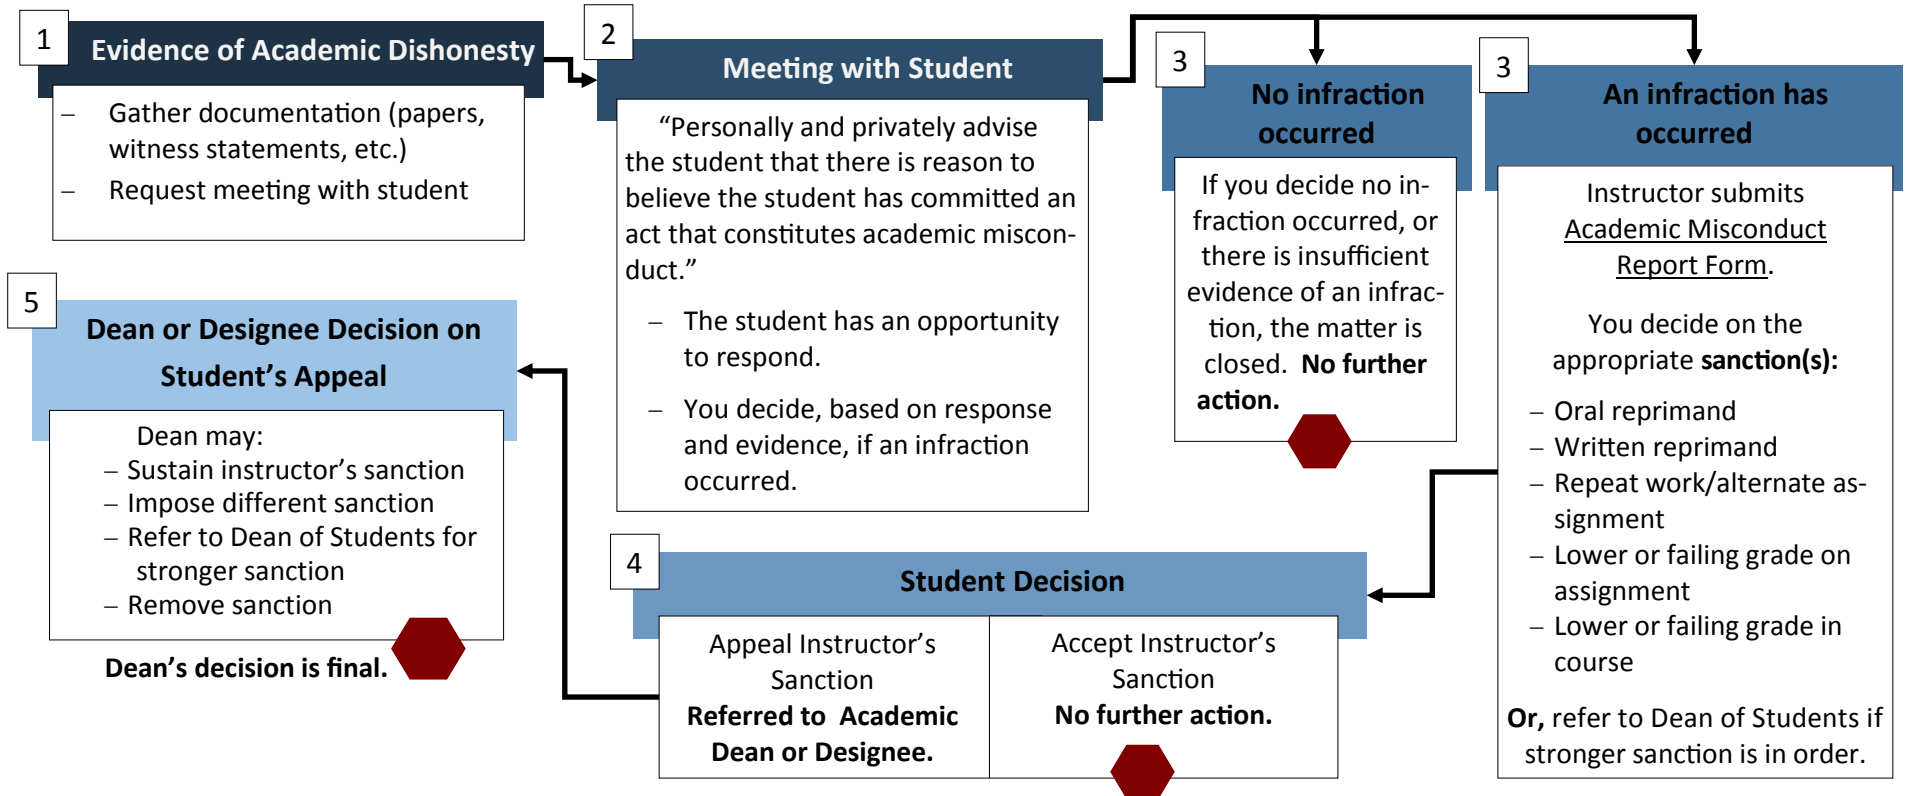 1
Evidence of Academic Dishonesty
– Gather documentation (papers,
witness statements, etc.)
– Request meeting with student
2
Meeting with Student
“Personally and privately advise
the student that there is reason to
believe the student has committed an
act that constitutes academic miscon-
duct.”
– The student has an opportunity
to respond.
– You decide, based on response
and evidence, if an infraction
occurred.
3
No infraction
occurred
If you decide no in-
fraction occurred, or
there is insufficient
evidence of an infrac-
tion, the matter is
closed. No further
action.
3
An infraction has
occurred
Instructor submits
Academic Misconduct
Report Form.
You decide on the
appropriate sanction(s):
– Oral reprimand
– Written reprimand
– Repeat work/alternate as-
signment
– Lower or failing grade on
assignment
– Lower or failing grade in
course
Or, refer to Dean of Students if
stronger sanction is in order.
4
Student Decision
Appeal Instructor’s
Sanction
Referred to Academic
Dean or Designee.
Accept Instructor’s
Sanction
No further action.
5
Dean or Designee Decision on
Student’s Appeal
Dean may:
– Sustain instructor’s sanction
– Impose different sanction
– Refer to Dean of Students for
stronger sanction
– Remove sanction
Dean’s decision is final.